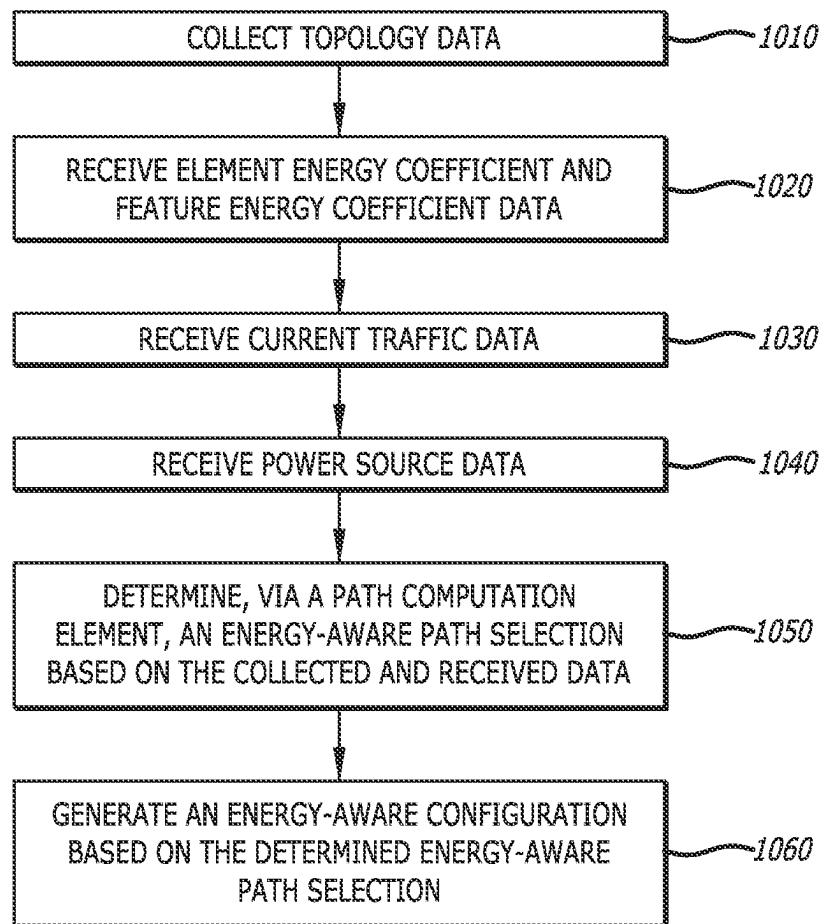 COLLECT TOPOLOGY DATA
1010
RECEIVE ELEMENT ENERGY COEFFICIENT AND
FEATURE ENERGY COEFFICIENT DATA
1020
RECEIVE CURRENT TRAFFIC DATA
1030
RECEIVE POWER SOURCE DATA
1040
DETERMINE, VIA A PATH COMPUTATION
ELEMENT, AN ENERGY-AWARE PATH SELECTION
BASED ON THE COLLECTED AND RECEIVED DATA
1050
GENERATE AN ENERGY-AWARE CONFIGURATION
BASED ON THE DETERMINED ENERGY-AWARE
PATH SELECTION
1060